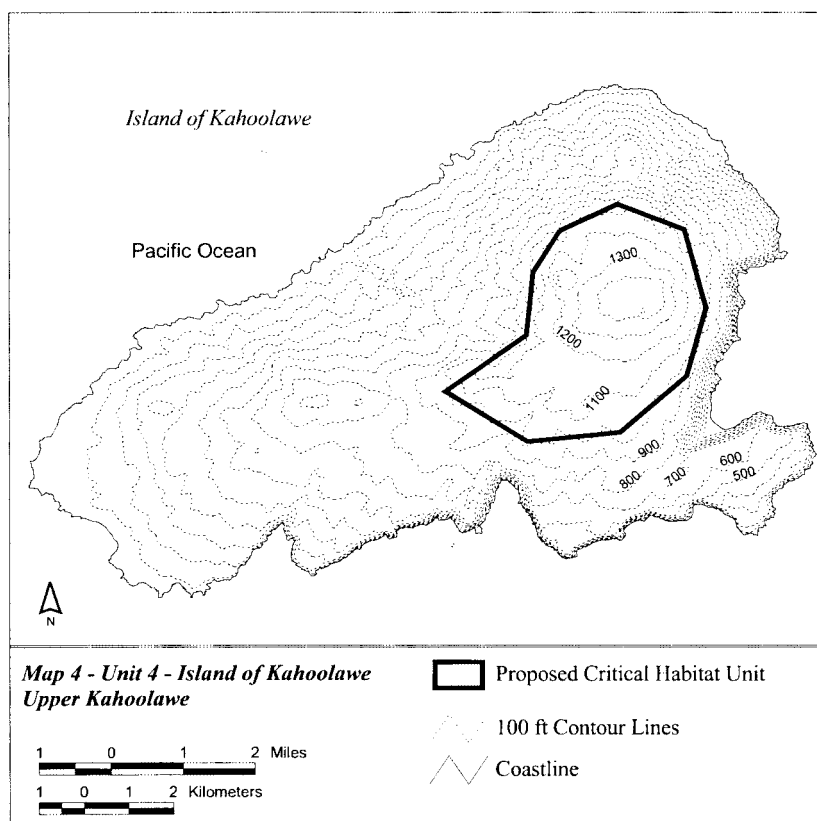 Island of Kahoolawe
Pacific Ocean
1300
1200
1100
900
800
700
600
500
N
Map 4 - Unit 4 - Island of Kahoolawe
Upper Kahoolawe
Proposed Critical Habitat Unit
100 ft Contour Lines
Coastline
1 0 1 2 Miles
1 0 1 2 Kilometers